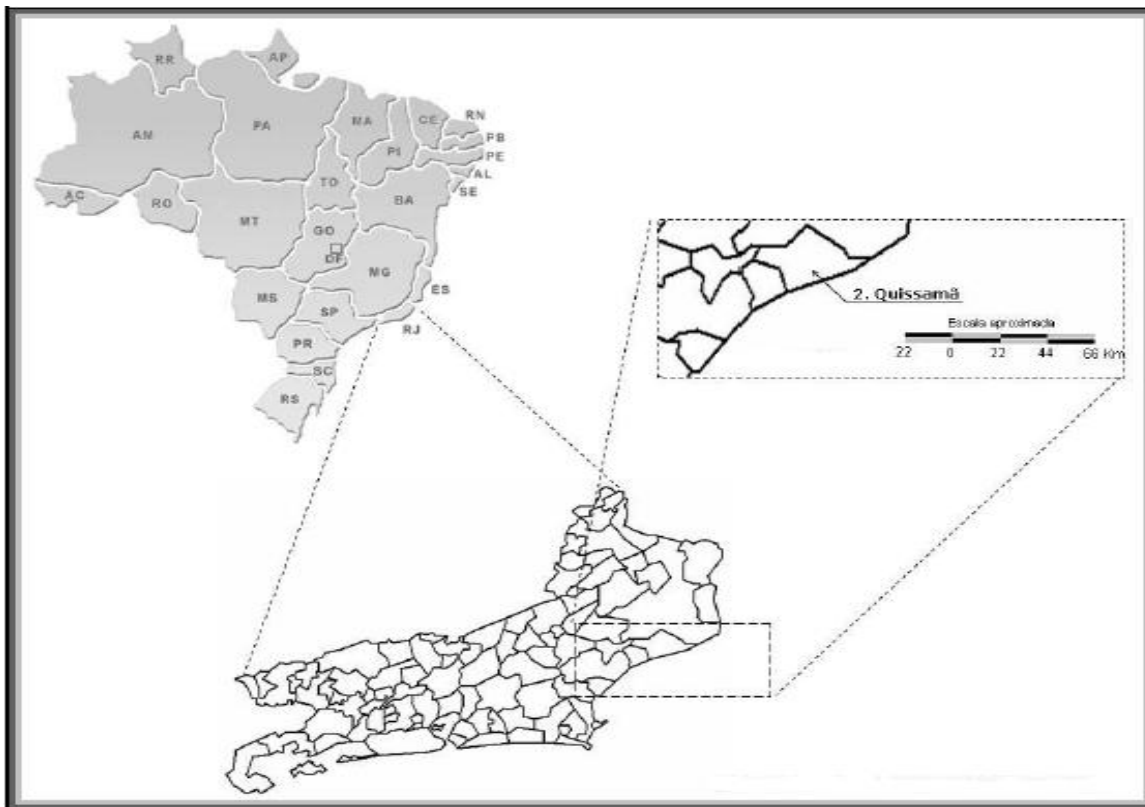 RR
AP
AM
PA
MA
CE
RN
PB
PE
AL
SE
PI
AC
RO
TO
BA
MT
GO
DF
MG
ES
MS
SP
RJ
PR
SC
RS
2. Quissamã
Escala aproximada
22 0 22 44 66 Km